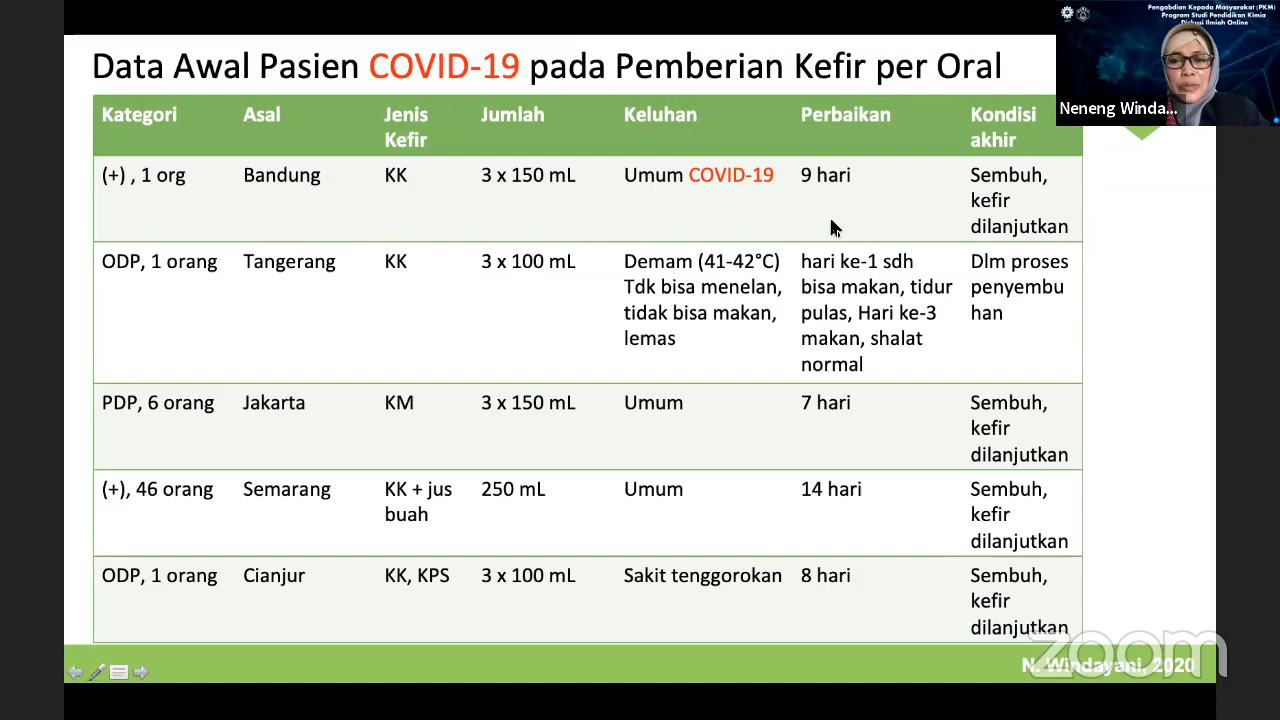 Pengabdian Kepada Masyarakat (PKM)
Program Studi Pendidikan Kimia
Diskusi Ilmiah Online
Neneng Winda...
Data Awal Pasien COVID-19 pada Pemberian Kefir per Oral
Kategori Asal Jenis Kefir Jumlah Keluhan Perbaikan Kondisi akhir
(+) , 1 org Bandung KK 3 x 150 mL Umum COVID-19 9 hari Sembuh, kefir dilanjutkan
ODP, 1 orang Tangerang KK 3 x 100 mL Demam (41-42°C) Tdk bisa menelan, tidak bisa makan, lemas hari ke-1 sdh bisa makan, tidur pulas, Hari ke-3 makan, shalat normal Dlm proses penyembu han
PDP, 6 orang Jakarta KM 3 x 150 mL Umum 7 hari Sembuh, kefir dilanjutkan
(+), 46 orang Semarang KK + jus buah 250 mL Umum 14 hari Sembuh, kefir dilanjutkan
ODP, 1 orang Cianjur KK, KPS 3 x 100 mL Sakit tenggorokan 8 hari Sembuh, kefir dilanjutkan
N. Windayani, 2020
zoom